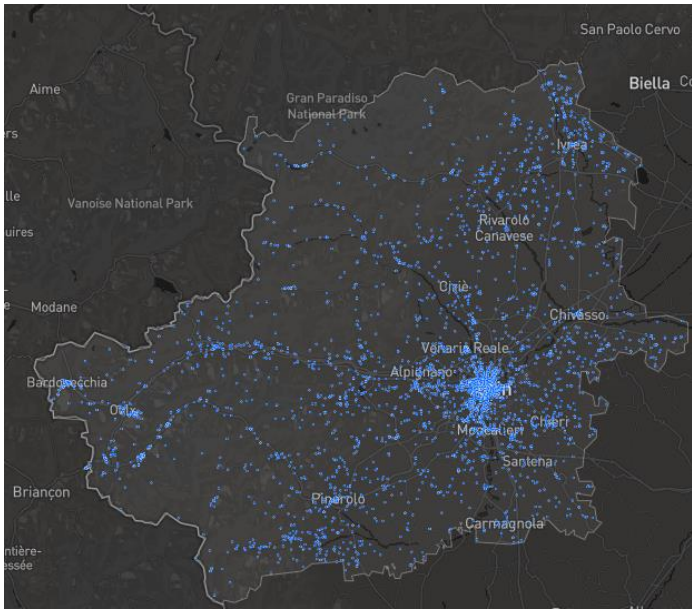 San Paolo Cervo
Aime
Biella
Gran Paradiso
National Park
Ivrea
Vanoise National Park
Rivarolo
Canavese
Ciriè
Modane
Chivasso
Venaria Reale
Alpignano
Bardonecchia
Oulx
Moncalieri
Chieri
Santena
Briançon
Pinerolo
Carmagnola